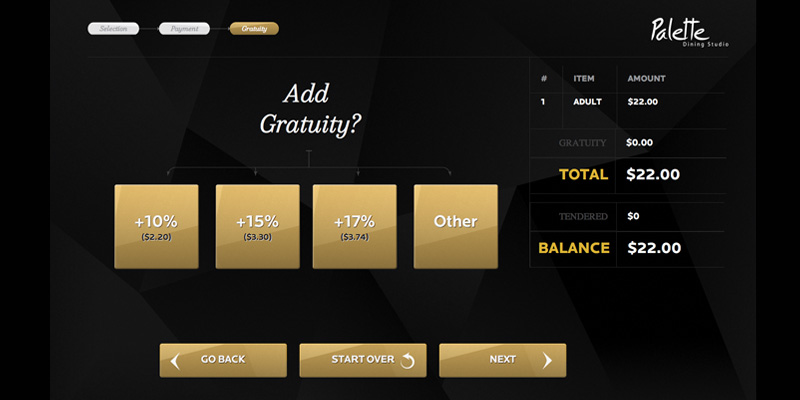 Selection
Payment
Gratuity
Palette
Dining Studio
Add
Gratuity?
# ITEM AMOUNT
1 ADULT $22.00
GRATUITY $0.00
TOTAL $22.00
TENDERED $0
BALANCE $22.00
+10%
($2.20)
+15%
($3.30)
+17%
($3.74)
Other
GO BACK
START OVER
NEXT